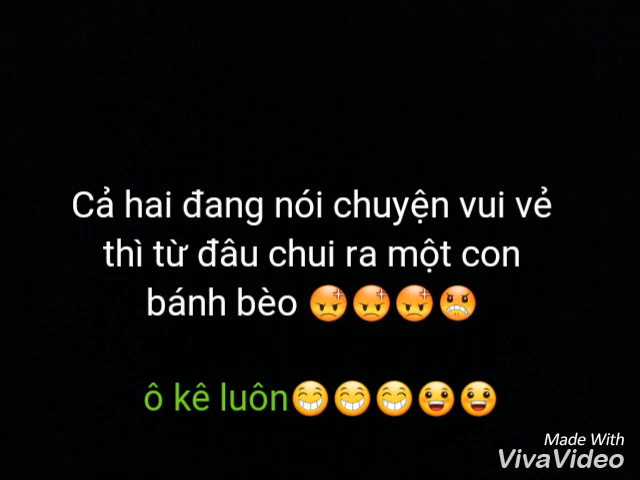 Cả hai đang nói chuyện vui vẻ
thì từ đâu chui ra một con
bánh bèo 😡😡😡😠
ô kê luôn😁😁😁😀😀
Made With
VivaVideo